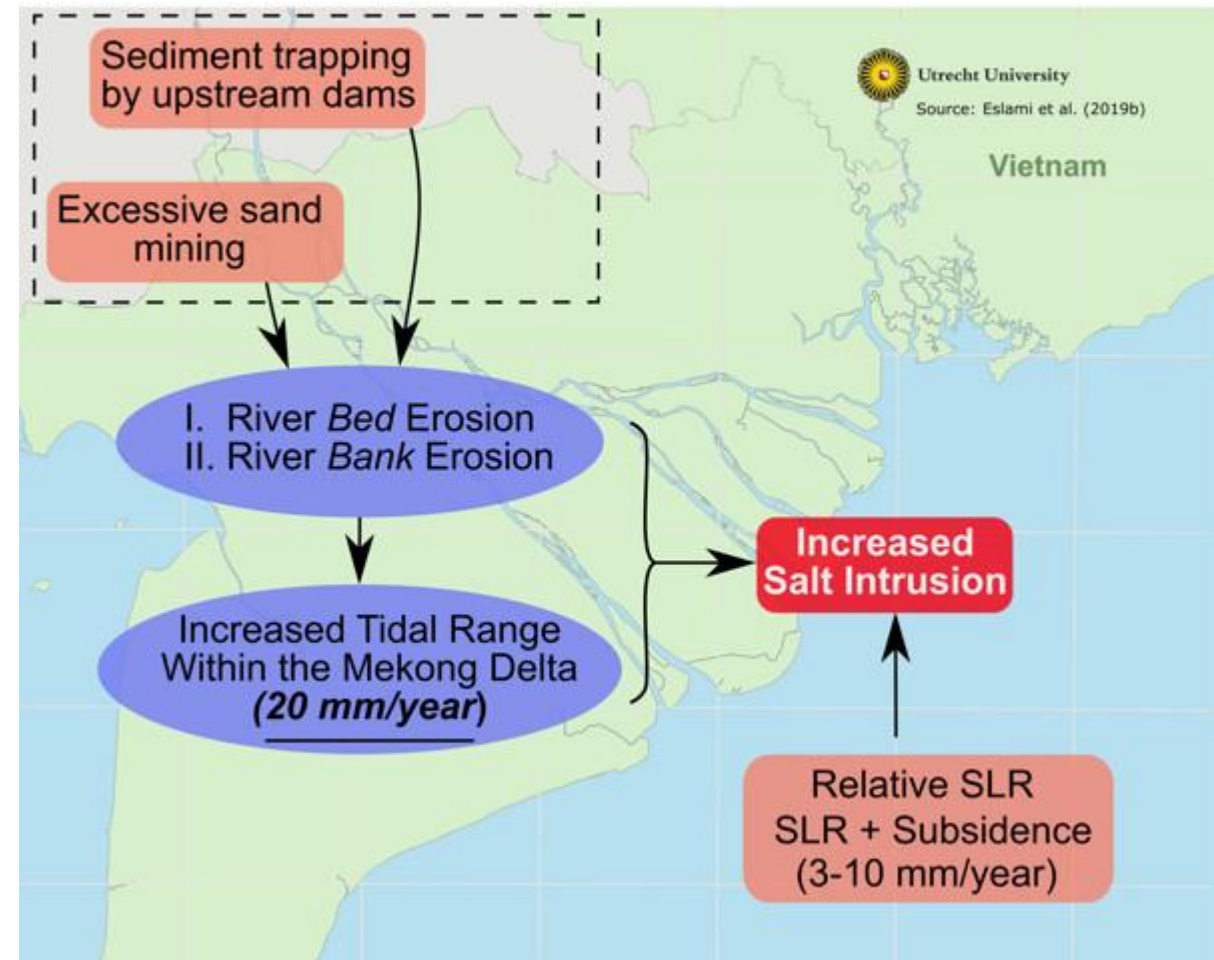 Sediment trapping
by upstream dams
Utrecht University
Source: Eslami et al. (2019b)
Vietnam
Excessive sand
mining
I. River Bed Erosion
II. River Bank Erosion
Increased
Salt Intrusion
Increased Tidal Range
Within the Mekong Delta
(20 mm/year)
Relative SLR
SLR + Subsidence
(3-10 mm/year)